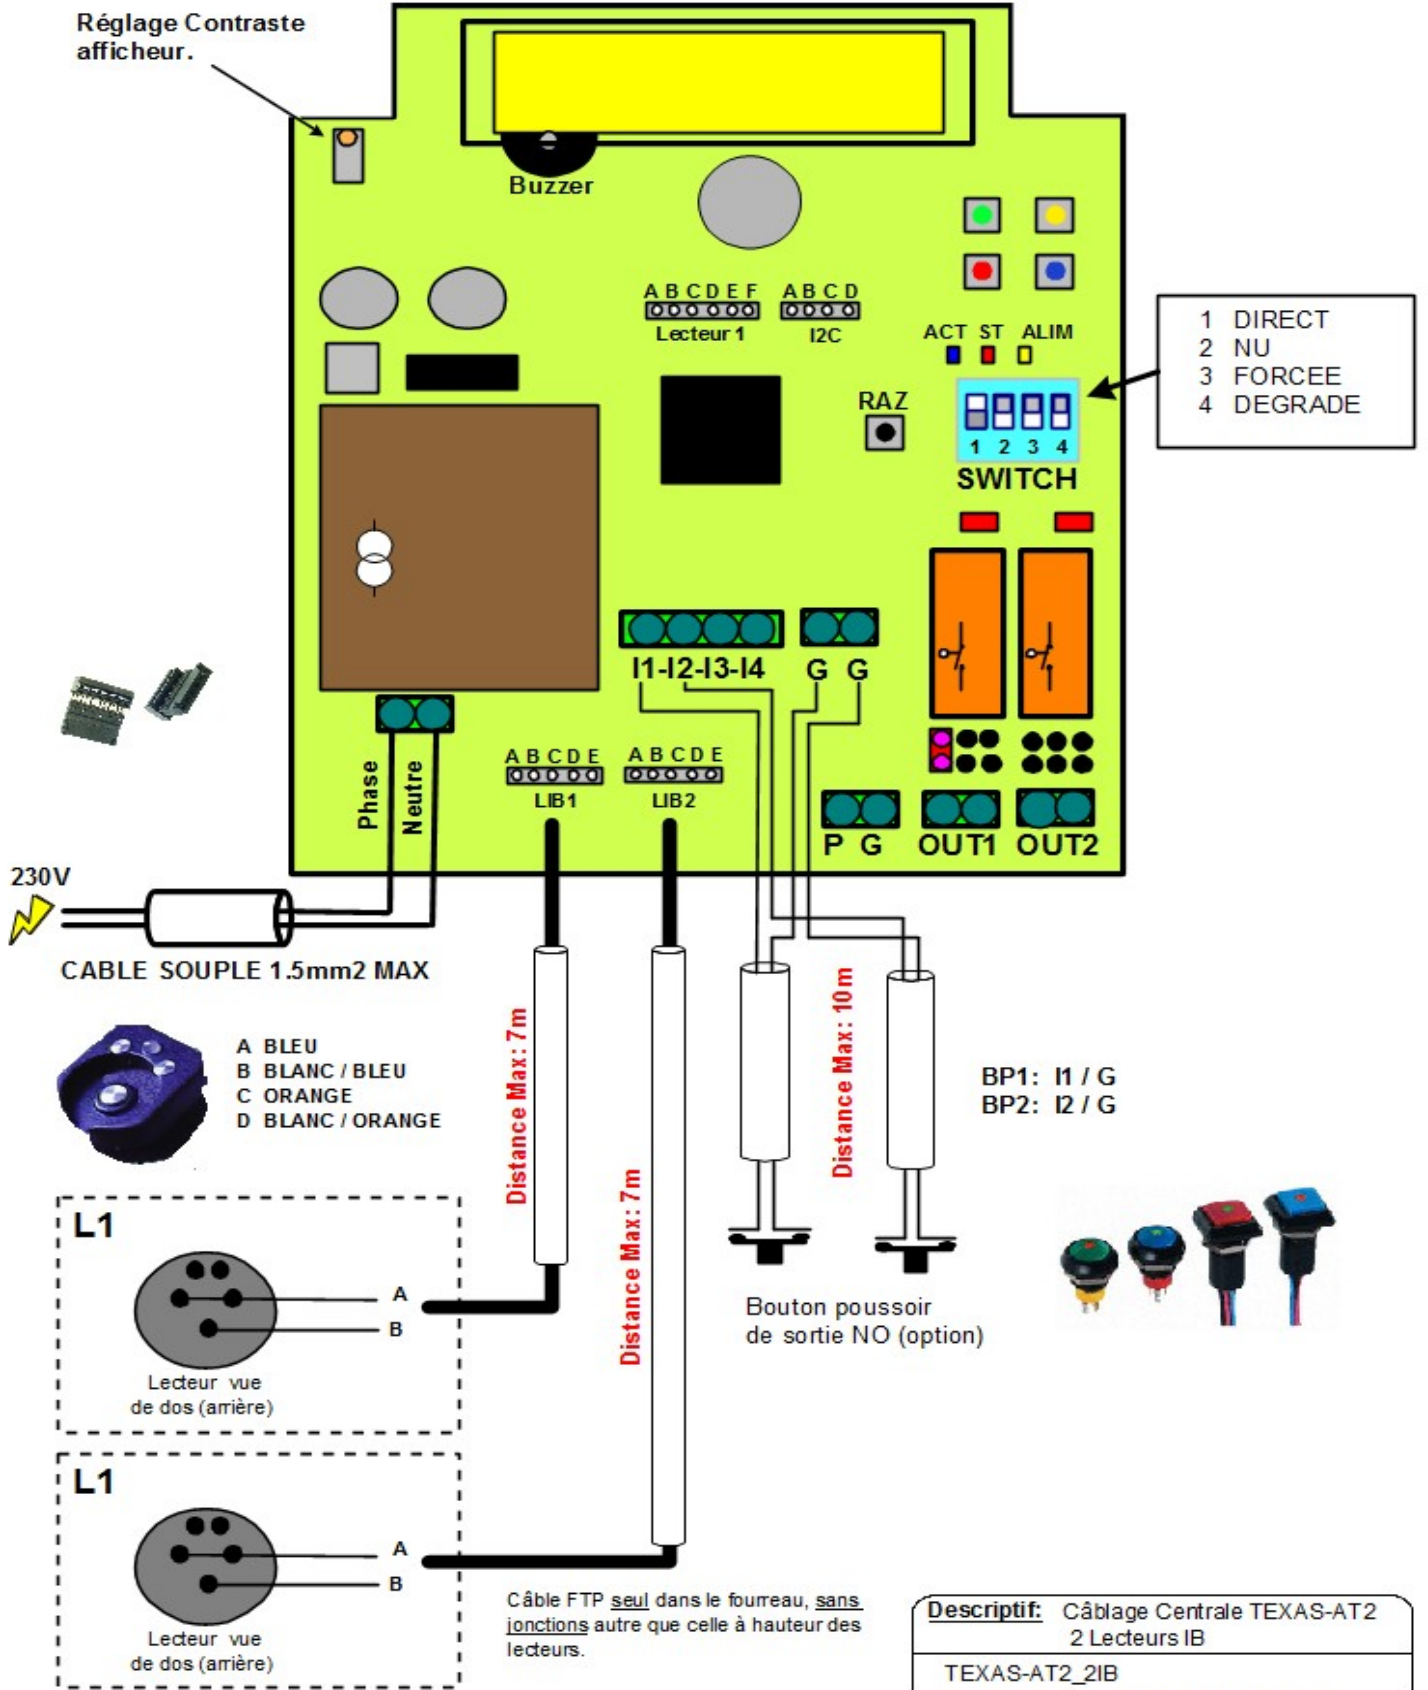 Réglage Contraste
afficheur.
Buzzer
A B C D E F
Lecteur 1
A B C D
I2C
ACT ST ALIM
1 DIRECT
2 NU
3 FORCEE
4 DEGRADE
RAZ
1 2 3 4
SWITCH
I1-I2-I3-I4
G G
Phase
Neutre
A B C D E
LIB1
A B C D E
LIB2
P G
OUT1
OUT2
230V
CABLE SOUPLE 1.5mm2 MAX
A BLEU
B BLANC / BLEU
C ORANGE
D BLANC / ORANGE
Distance Max: 7m
Distance Max: 7m
Distance Max: 10m
BP1: I1 / G
BP2: I2 / G
L1
A
B
Lecteur vue
de dos (arrière)
Bouton poussoir
de sortie NO (option)
L1
A
B
Lecteur vue
de dos (arrière)
Câble FTP seul dans le fourreau, sans
jonctions autre que celle à hauteur des
lecteurs.
Descriptif: Câblage Centrale TEXAS-AT2
2 Lecteurs IB
TEXAS-AT2_2IB